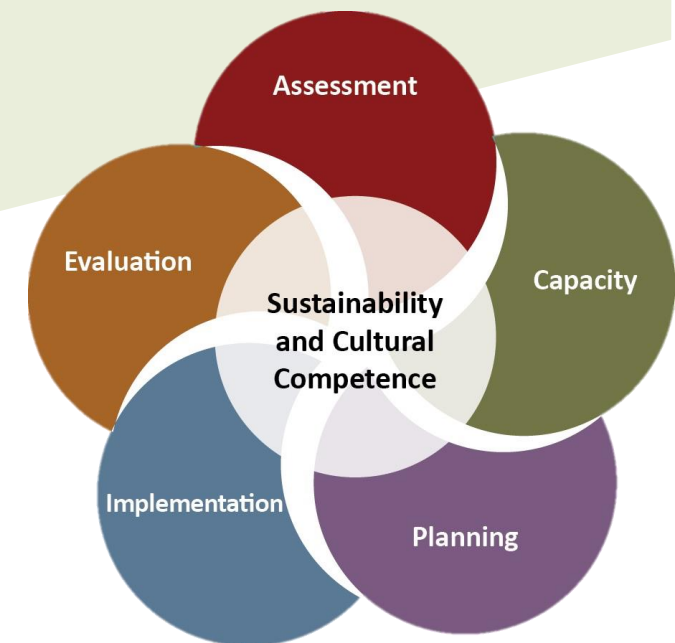 Assessment
Capacity
Planning
Implementation
Evaluation
Sustainability
and Cultural
Competence